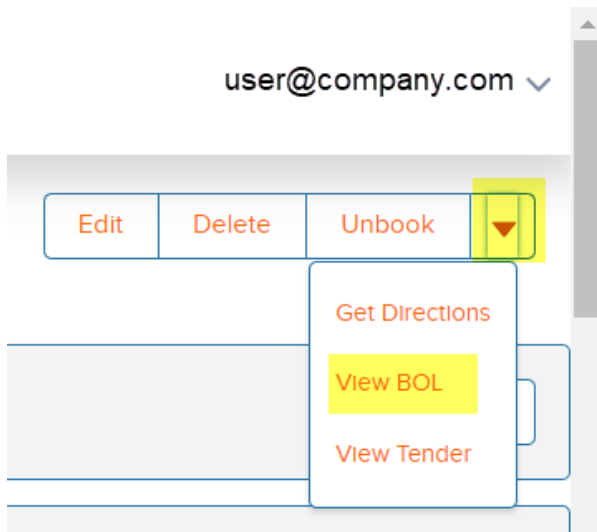 user@company.com
Edit Delete Unbook
Get Directions
View BOL
View Tender